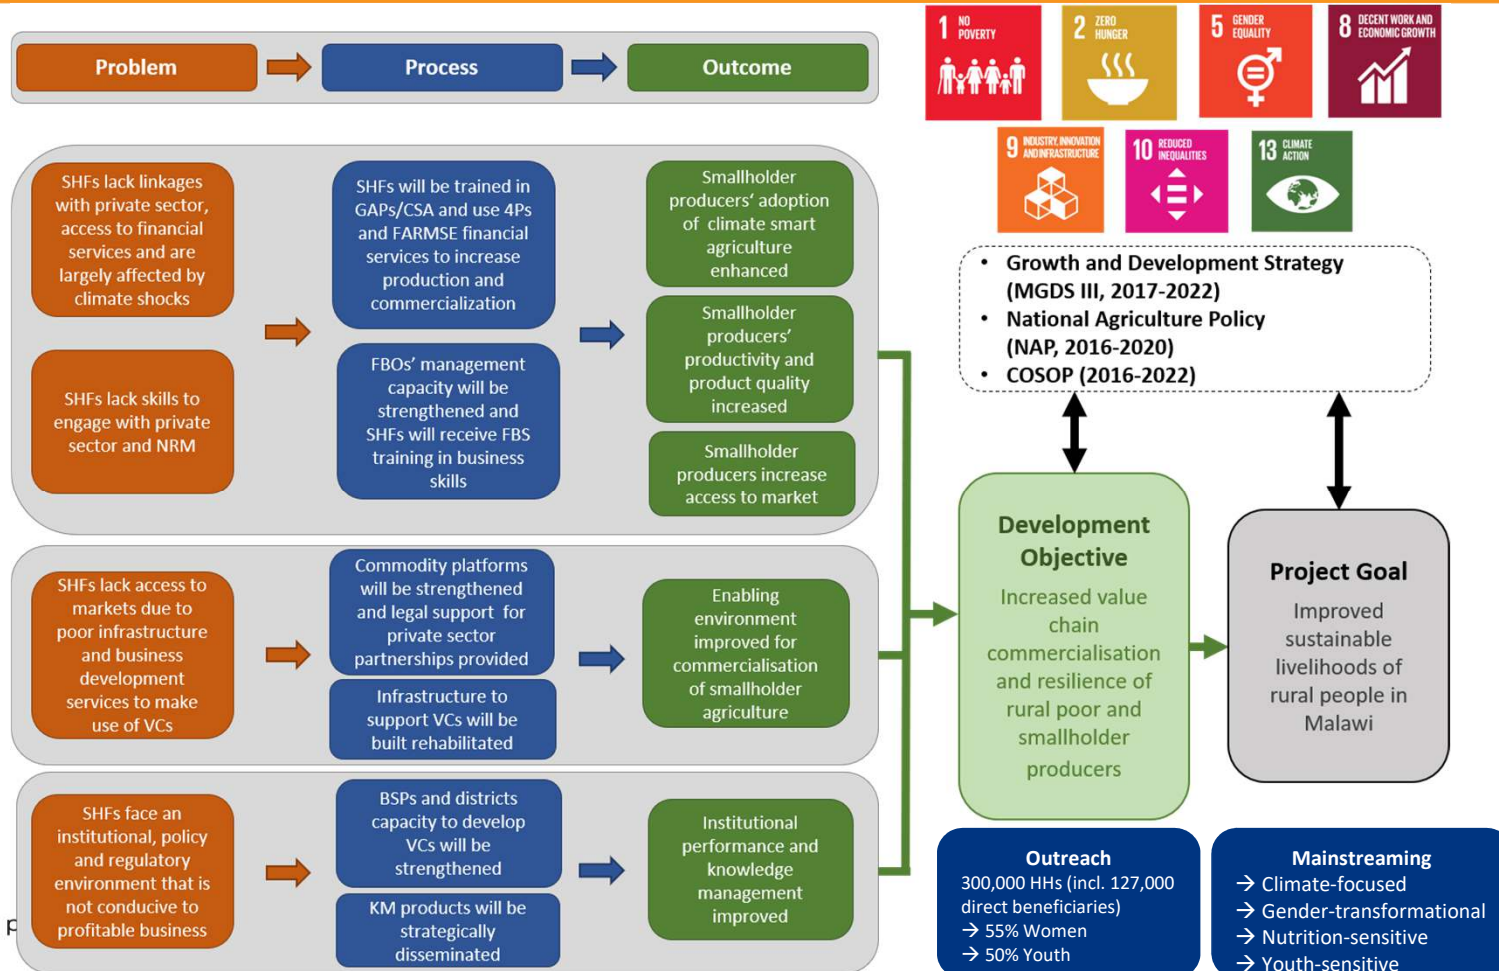 Problem
Process
Outcome
SHFs lack linkages
with private sector,
access to financial
services and are
largely affected by
climate shocks
SHFs lack skills to
engage with private
sector and NRM
SHFs will be trained in
GAPs/CSA and use 4Ps
and FARMSE financial
services to increase
production and
commercialization
FBOs' management
capacity will be
strengthened and
SHFs will receive FBS
training in business
skills
Smallholder
producers' adoption
of climate smart
agriculture
enhanced
Smallholder
producers'
productivity and
product quality
increased
Smallholder
producers increase
access to market
SHFs lack access to
markets due to
poor infrastructure
and business
development
services to make
use of VCs
Commodity platforms
will be strengthened
and legal support for
private sector
partnerships provided
Infrastructure to
support VCs will be
built rehabilitated
Enabling
environment
improved for
commercialisation
of smallholder
agriculture
SHFs face an
institutional, policy
and regulatory
environment that is
not conducive to
profitable business
BSPs and districts
capacity to develop
VCs will be
strengthened
KM products will be
strategically
disseminated
Institutional
performance and
knowledge
management
improved
p
1 NO
POVERTY
2 ZERO
HUNGER
5 GENDER
EQUALITY
8 DECENT WORK AND
ECONOMIC GROWTH
9 INDUSTRY, INNOVATION
AND INFRASTRUCTURE
10 REDUCED
INEQUALITIES
13 CLIMATE
ACTION
• Growth and Development Strategy
(MGDS III, 2017-2022)
• National Agriculture Policy
(NAP, 2016-2020)
• COSOP (2016-2022)
Development
Objective
Increased value
chain
commercialisation
and resilience of
rural poor and
smallholder
producers
Project Goal
Improved
sustainable
livelihoods of
rural people in
Malawi
Outreach
300,000 HHs (incl. 127,000
direct beneficiaries)
→ 55% Women
→ 50% Youth
Mainstreaming
→ Climate-focused
→ Gender-transformational
→ Nutrition-sensitive
→ Youth-sensitive